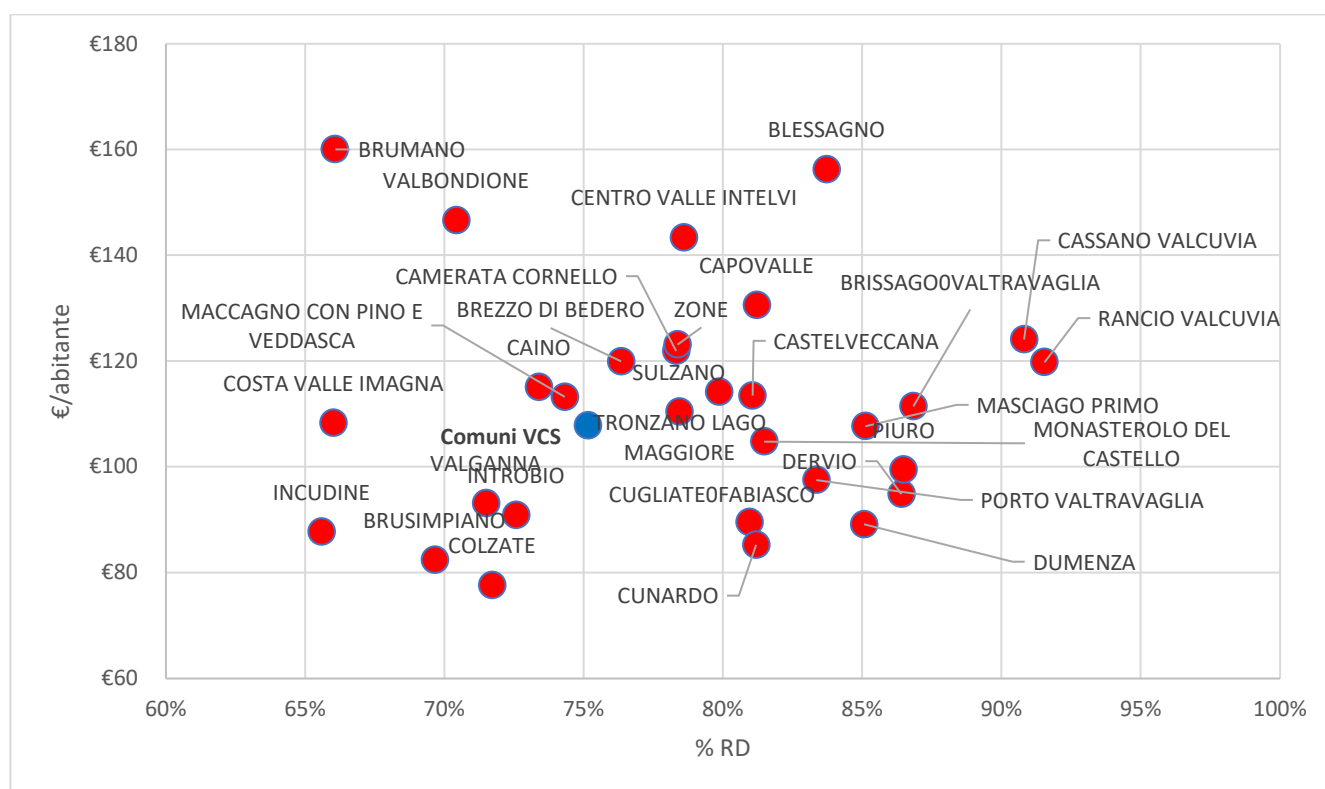 €180
BLESSAGNO
€160
BRUMANO
VALBONDIONE
CENTRO VALLE INTELVI
€140
CASSANO VALCUVIA
CAPOVALLE
CAMERATA CORNELLO
BRISSAGO0VALTRAVAGLIA
MACCAGNO CON PINO E
VEDDASCA
BREZZO DI BEDERO
ZONE
RANCIO VALCUVIA
€120
CAINO
CASTELVECCANA
SULZANO
COSTA VALLE IMAGNA
MASCIAGO PRIMO
TRONZANO LAGO
MAGGIORE
PIURO
MONASTEROLO DEL
CASTELLO
Comuni VCS
€100
VALGANNA
DERVIO
INTROBIO
INCUDINE
CUGLIATE0FABIASCO
PORTO VALTRAVAGLIA
BRUSIMPIANO
COLZATE
DUMENZA
€80
CUNARDO
€60
60% 65% 70% 75% 80% 85% 90% 95% 100%
% RD
€/abitante